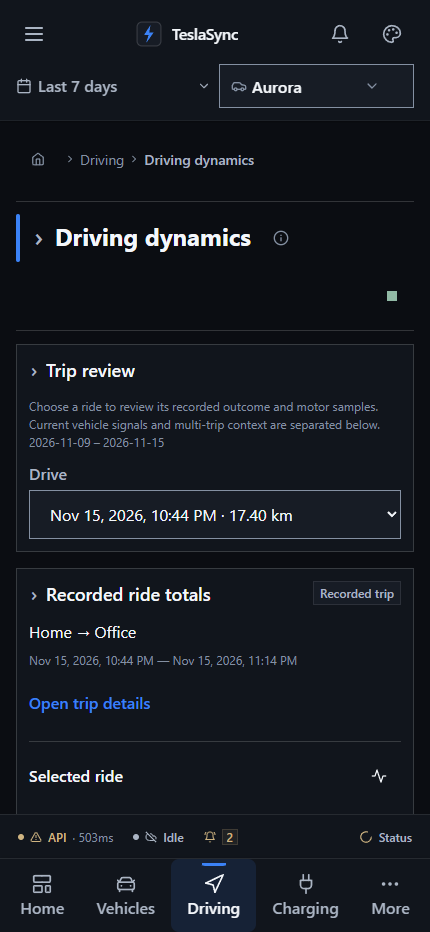 TeslaSync
Last 7 days
Aurora
Driving
Driving dynamics
Driving dynamics
Trip review
Choose a ride to review its recorded outcome and motor samples.
Current vehicle signals and multi-trip context are separated below.
2026-11-09 – 2026-11-15
Drive
Nov 15, 2026, 10:44 PM · 17.40 km
Recorded ride totals
Recorded trip
Home → Office
Nov 15, 2026, 10:44 PM — Nov 15, 2026, 11:14 PM
Open trip details
Selected ride
API · 503ms
Idle
2
Status
Home
Vehicles
Driving
Charging
More